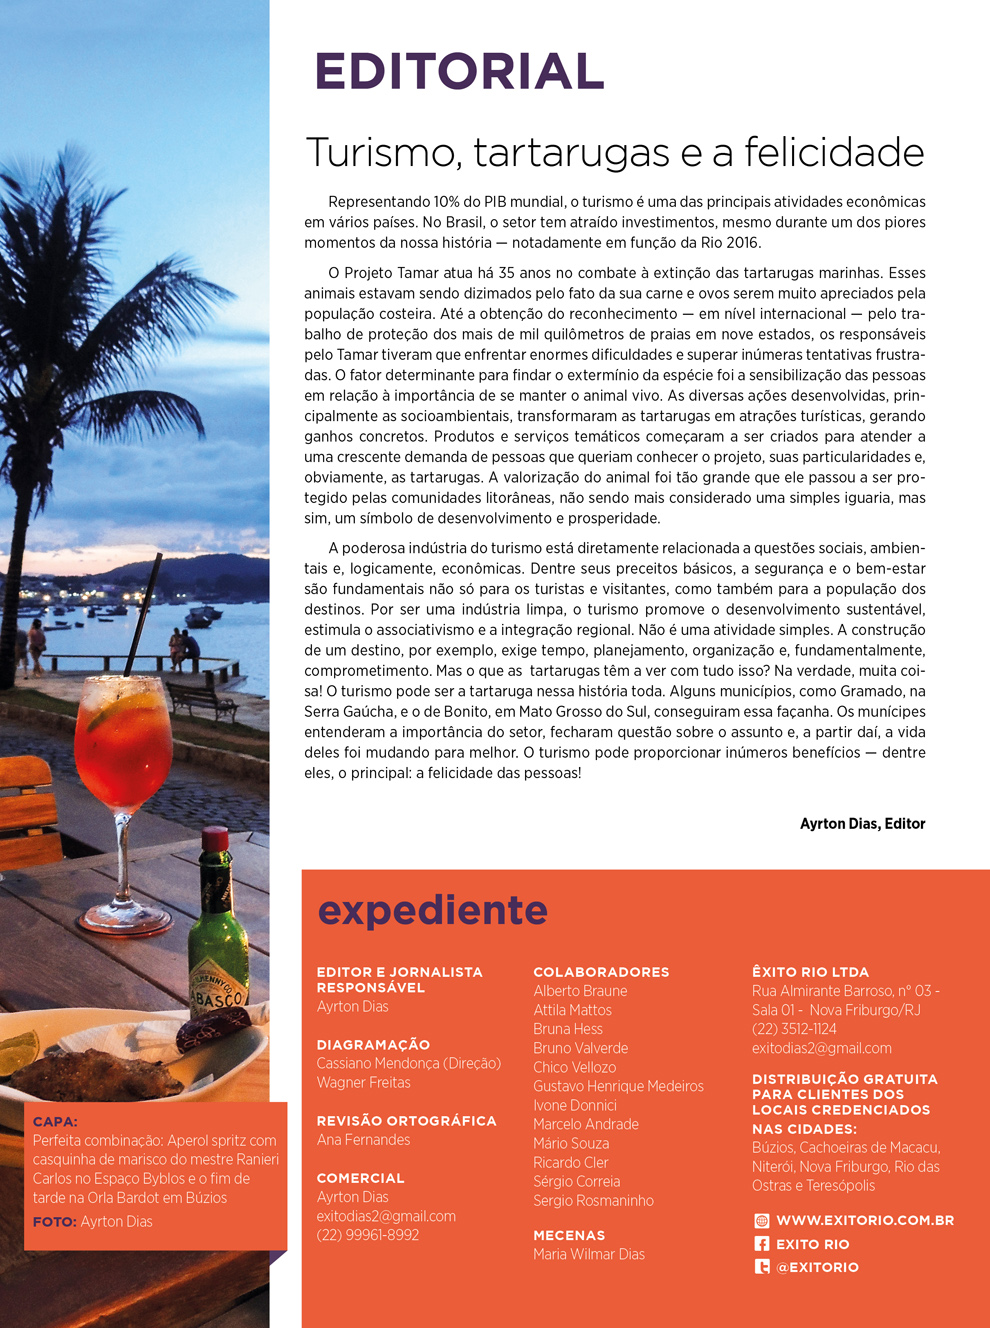 EDITORIAL
Turismo, tartarugas e a felicidade
Representando 10% do PIB mundial, o turismo é uma das principais atividades econômicas
em vários países. No Brasil, o setor tem atraído investimentos, mesmo durante um dos piores
momentos da nossa história — notadamente em função da Rio 2016.
O Projeto Tamar atua há 35 anos no combate à extinção das tartarugas marinhas. Esses
animais estavam sendo dizimados pelo fato da sua carne e ovos serem muito apreciados pela
população costeira. Até a obtenção do reconhecimento — em nível internacional — pelo tra-
balho de proteção dos mais de mil quilômetros de praias em nove estados, os responsáveis
pelo Tamar tiveram que enfrentar enormes dificuldades e superar inúmeras tentativas frustra-
das. O fator determinante para findar o extermínio da espécie foi a sensibilização das pessoas
em relação à importância de se manter o animal vivo. As diversas ações desenvolvidas, prin-
cipalmente as socioambientais, transformaram as tartarugas em atrações turísticas, gerando
ganhos concretos. Produtos e serviços temáticos começaram a ser criados para atender a
uma crescente demanda de pessoas que queriam conhecer o projeto, suas particularidades e,
obviamente, as tartarugas. A valorização do animal foi tão grande que ele passou a ser pro-
tegido pelas comunidades litorâneas, não sendo mais considerado uma simples iguaria, mas
sim, um símbolo de desenvolvimento e prosperidade.
A poderosa indústria do turismo está diretamente relacionada a questões sociais, ambien-
tais e, logicamente, econômicas. Dentre seus preceitos básicos, a segurança e o bem-estar
são fundamentais não só para os turistas e visitantes, como também para a população dos
destinos. Por ser uma indústria limpa, o turismo promove o desenvolvimento sustentável,
estimula o associativismo e a integração regional. Não é uma atividade simples. A construção
de um destino, por exemplo, exige tempo, planejamento, organização e, fundamentalmente,
comprometimento. Mas o que as tartarugas têm a ver com tudo isso? Na verdade, muita coi-
sa! O turismo pode ser a tartaruga nessa história toda. Alguns municípios, como Gramado, na
Serra Gaúcha, e o de Bonito, em Mato Grosso do Sul, conseguiram essa façanha. Os munícipes
entenderam a importância do setor, fecharam questão sobre o assunto e, a partir daí, a vida
deles foi mudando para melhor. O turismo pode proporcionar inúmeros benefícios — dentre
eles, o principal: a felicidade das pessoas!
Ayrton Dias, Editor
expediente
EDITOR E JORNALISTA
RESPONSÁVEL
Ayrton Dias
DIAGRAMAÇÃO
Cassiano Mendonça (Direção)
Wagner Freitas
REVISÃO ORTOGRÁFICA
Ana Fernandes
COMERCIAL
Ayrton Dias
exitodias2@gmail.com
(22) 99961-8992
COLABORADORES
Alberto Braune
Attila Mattos
Bruna Hess
Bruno Valverde
Chico Vellozo
Gustavo Henrique Medeiros
Ivone Donnici
Marcelo Andrade
Mário Souza
Ricardo Cler
Sérgio Correia
Sergio Rosmaninho
MECENAS
Maria Wilmar Dias
ÊXITO RIO LTDA
Rua Almirante Barroso, nº 03 -
Sala 01 - Nova Friburgo/RJ
(22) 3512-1124
exitodias2@gmail.com
DISTRIBUIÇÃO GRATUITA
PARA CLIENTES DOS
LOCAIS CREDENCIADOS
NAS CIDADES:
Búzios, Cachoeiras de Macacu,
Niterói, Nova Friburgo, Rio das
Ostras e Teresópolis
WWW.EXITORIO.COM.BR
EXITO RIO
@EXITORIO
CAPA:
Perfeita combinação: Aperol spritz com
casquinha de marisco do mestre Ranieri
Carlos no Espaço Byblos e o fim de
tarde na Orla Bardot em Búzios
FOTO: Ayrton Dias